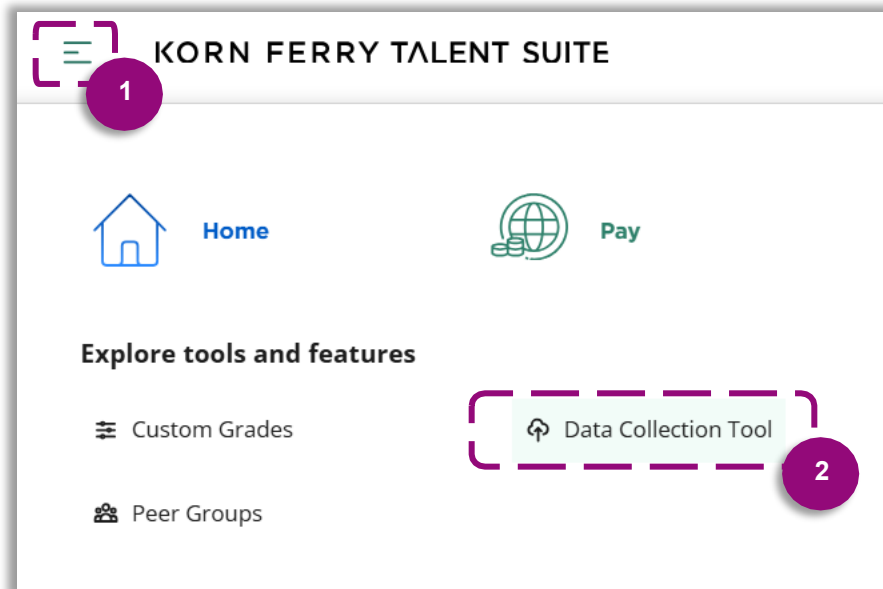 KORN FERRY TALENT SUITE
1
Home
Pay
Explore tools and features
Custom Grades
Data Collection Tool
2
Peer Groups